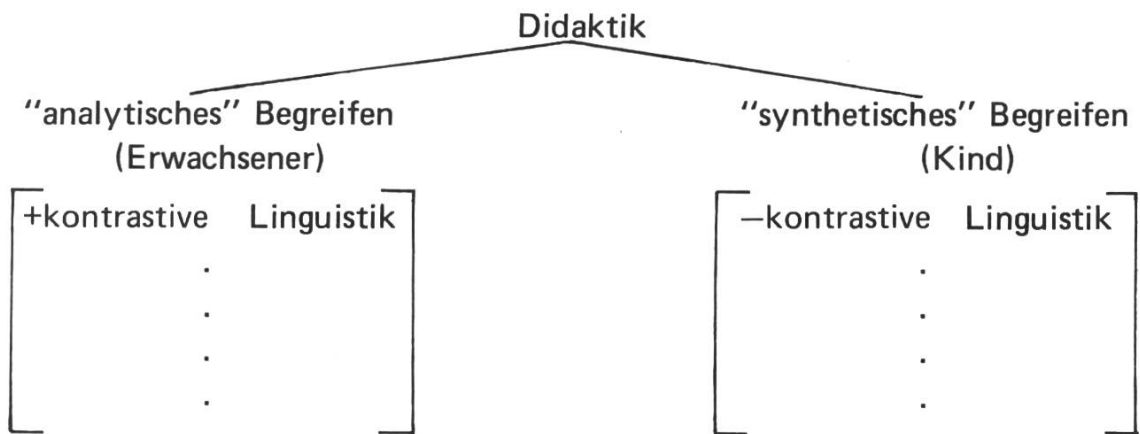 Didaktik
"analytisches" Begreifen
(Erwachsener)
+kontrastive Linguistik
.
.
.
.
"synthetisches" Begreifen
(Kind)
—kontrastive Linguistik
.
.
.
.